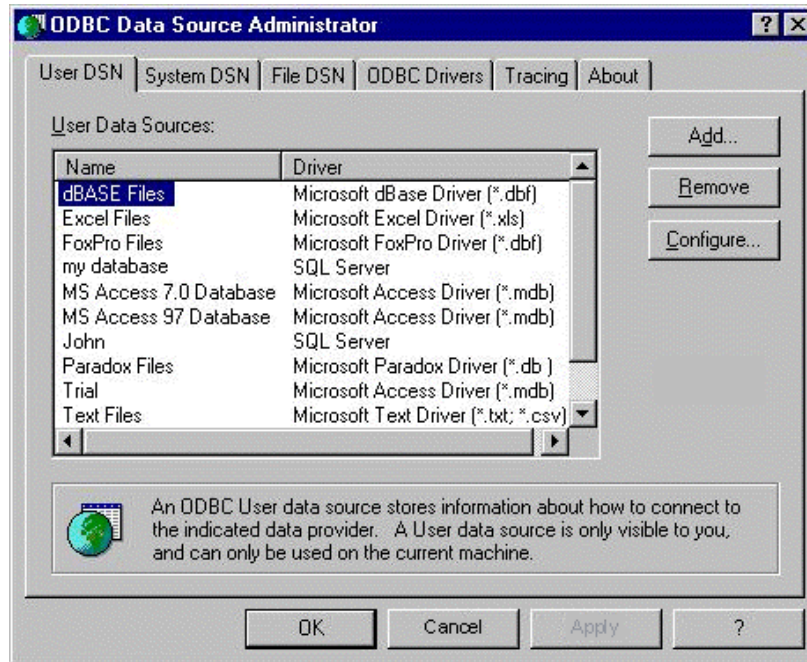 ODBC Data Source Administrator
? ×
User DSN System DSN File DSN ODBC Drivers Tracing About
User Data Sources:
Add...
Remove
Configure...
Name Driver
dBASE Files Microsoft dBase Driver (*.dbf)
Excel Files Microsoft Excel Driver (*.xls)
FoxPro Files Microsoft FoxPro Driver (*.dbf)
my database SQL Server
MS Access 7.0 Database Microsoft Access Driver (*.mdb)
MS Access 97 Database Microsoft Access Driver (*.mdb)
John SQL Server
Paradox Files Microsoft Paradox Driver (*.db )
Trial Microsoft Access Driver (*.mdb)
Text Files Microsoft Text Driver (*.txt; *.csv)
An ODBC User data source stores information about how to connect to
the indicated data provider. A User data source is only visible to you,
and can only be used on the current machine.
OK Cancel Apply ?